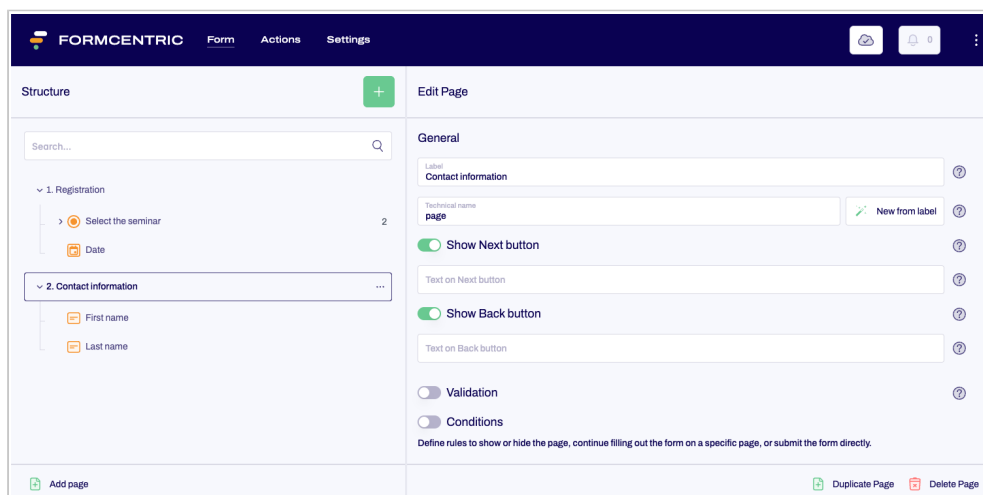 FORMCENTRIC Form Actions Settings 0
Structure
Search...
1. Registration
Select the seminar 2
Date
2. Contact information
First name
Last name
Add page
Edit Page
General
Label
Contact information
Technical name
page
New from label
Show Next button
Text on Next button
Show Back button
Text on Back button
Validation
Conditions
Define rules to show or hide the page, continue filling out the form on a specific page, or submit the form directly.
Duplicate Page Delete Page